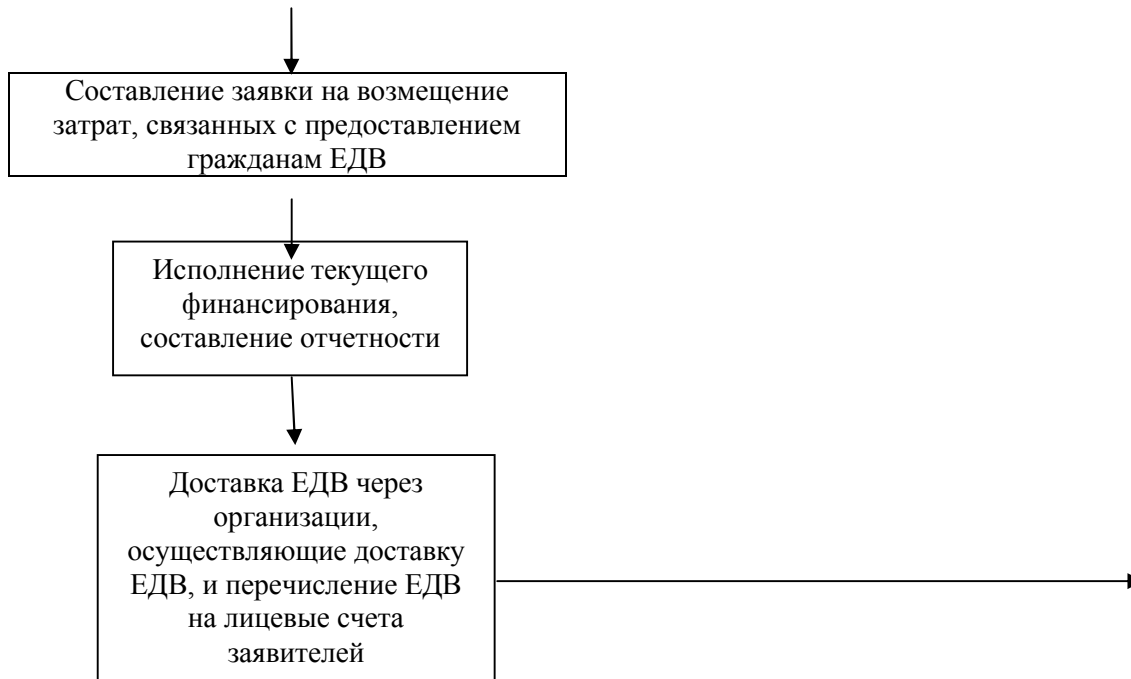 Составление заявки на возмещение
затрат, связанных с предоставлением
гражданам ЕДВ
Исполнение текущего
финансирования,
составление отчетности
Доставка ЕДВ через
организации,
осуществляющие доставку
ЕДВ, и перечисление ЕДВ
на лицевые счета
заявителей